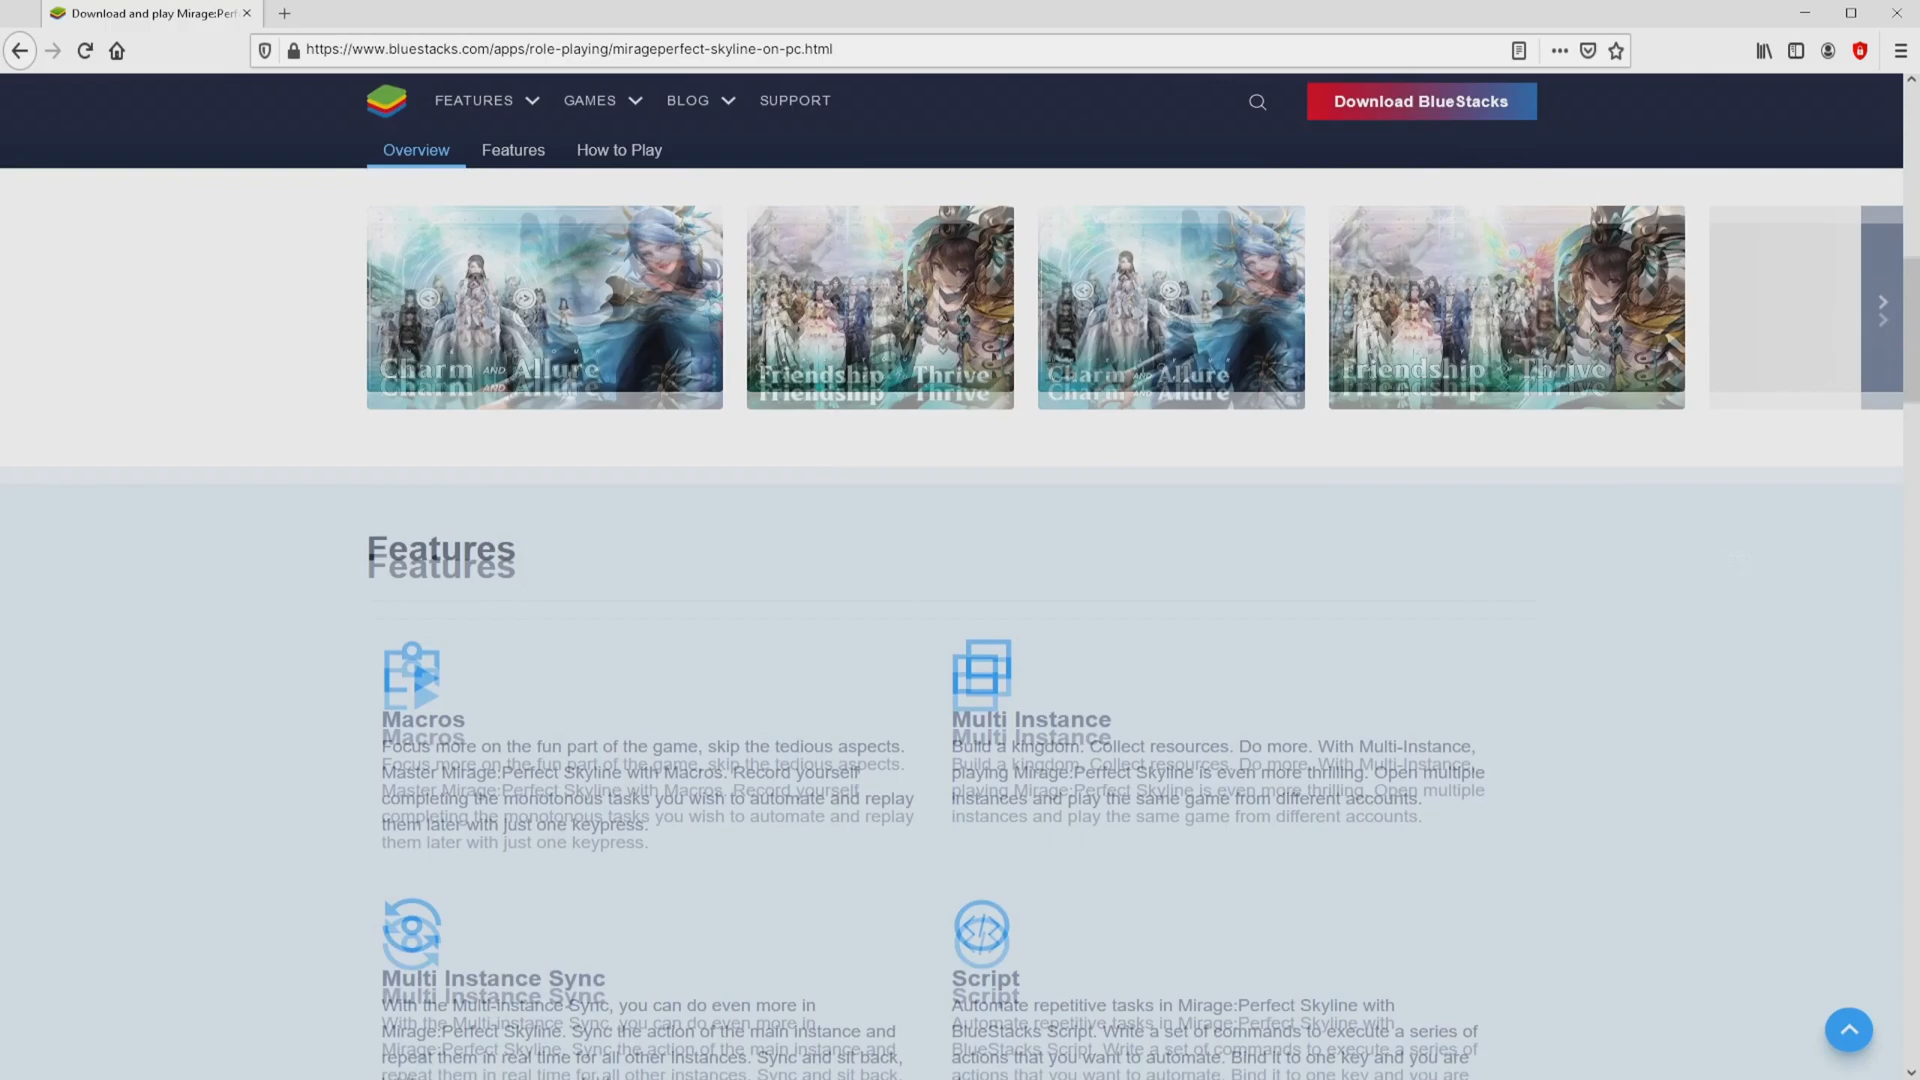 Download and play Mirage:Perf
https://www.bluestacks.com/apps/role-playing/mirageperfect-skyline-on-pc.html
FEATURES GAMES BLOG SUPPORT
Download BlueStacks
Overview Features How to Play
Charm AND Allure
Friendship Thrive
Charm AND Allure
Friendship Thrive
Features
Macros
Focus more on the fun part of the game, skip the tedious aspects.
Master Mirage:Perfect Skyline with Macros. Record yourself
completing the monotonous tasks you wish to automate and replay
them later with just one keypress.
Multi Instance
Build a kingdom. Collect resources. Do more. With Multi-Instance,
playing Mirage:Perfect Skyline is even more thrilling. Open multiple
instances and play the same game from different accounts.
Multi Instance Sync
With the Multi-Instance Sync, you can do even more in
Mirage:Perfect Skyline. Sync the action of the main instance and
repeat them in real time for all other instances. Sync and sit back,
Script
Automate repetitive tasks in Mirage:Perfect Skyline with
BlueStacks Script. Write a set of commands to execute a series of
actions that you want to automate. Bind it to one key and you are